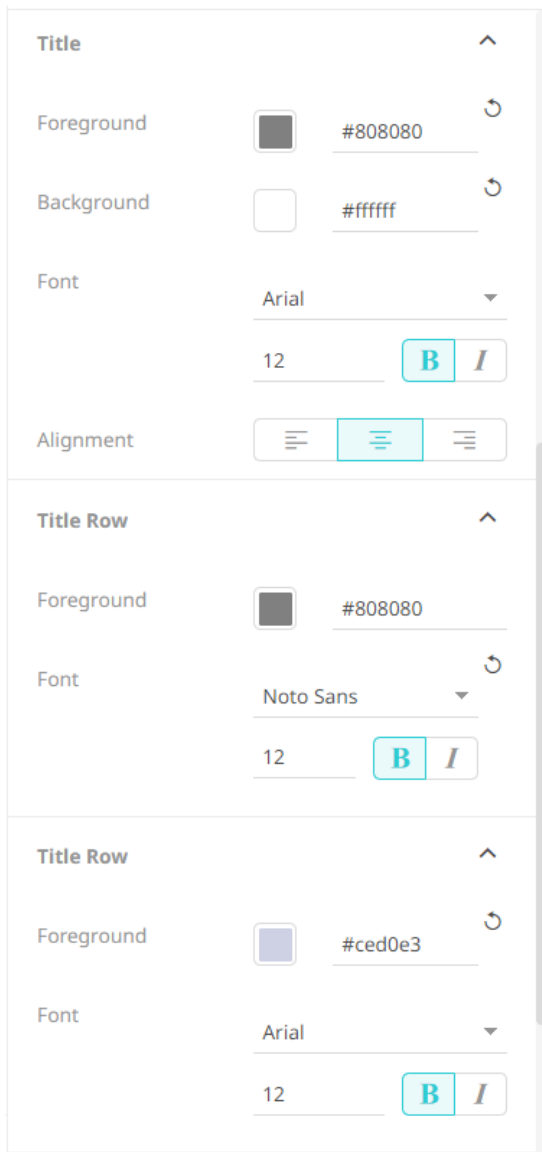 Title
Foreground
#808080
Background
#ffffff
Font
Arial
12 B I
Alignment
Title Row
Foreground
#808080
Font
Noto Sans
12 B I
Title Row
Foreground
#ced0e3
Font
Arial
12 B I